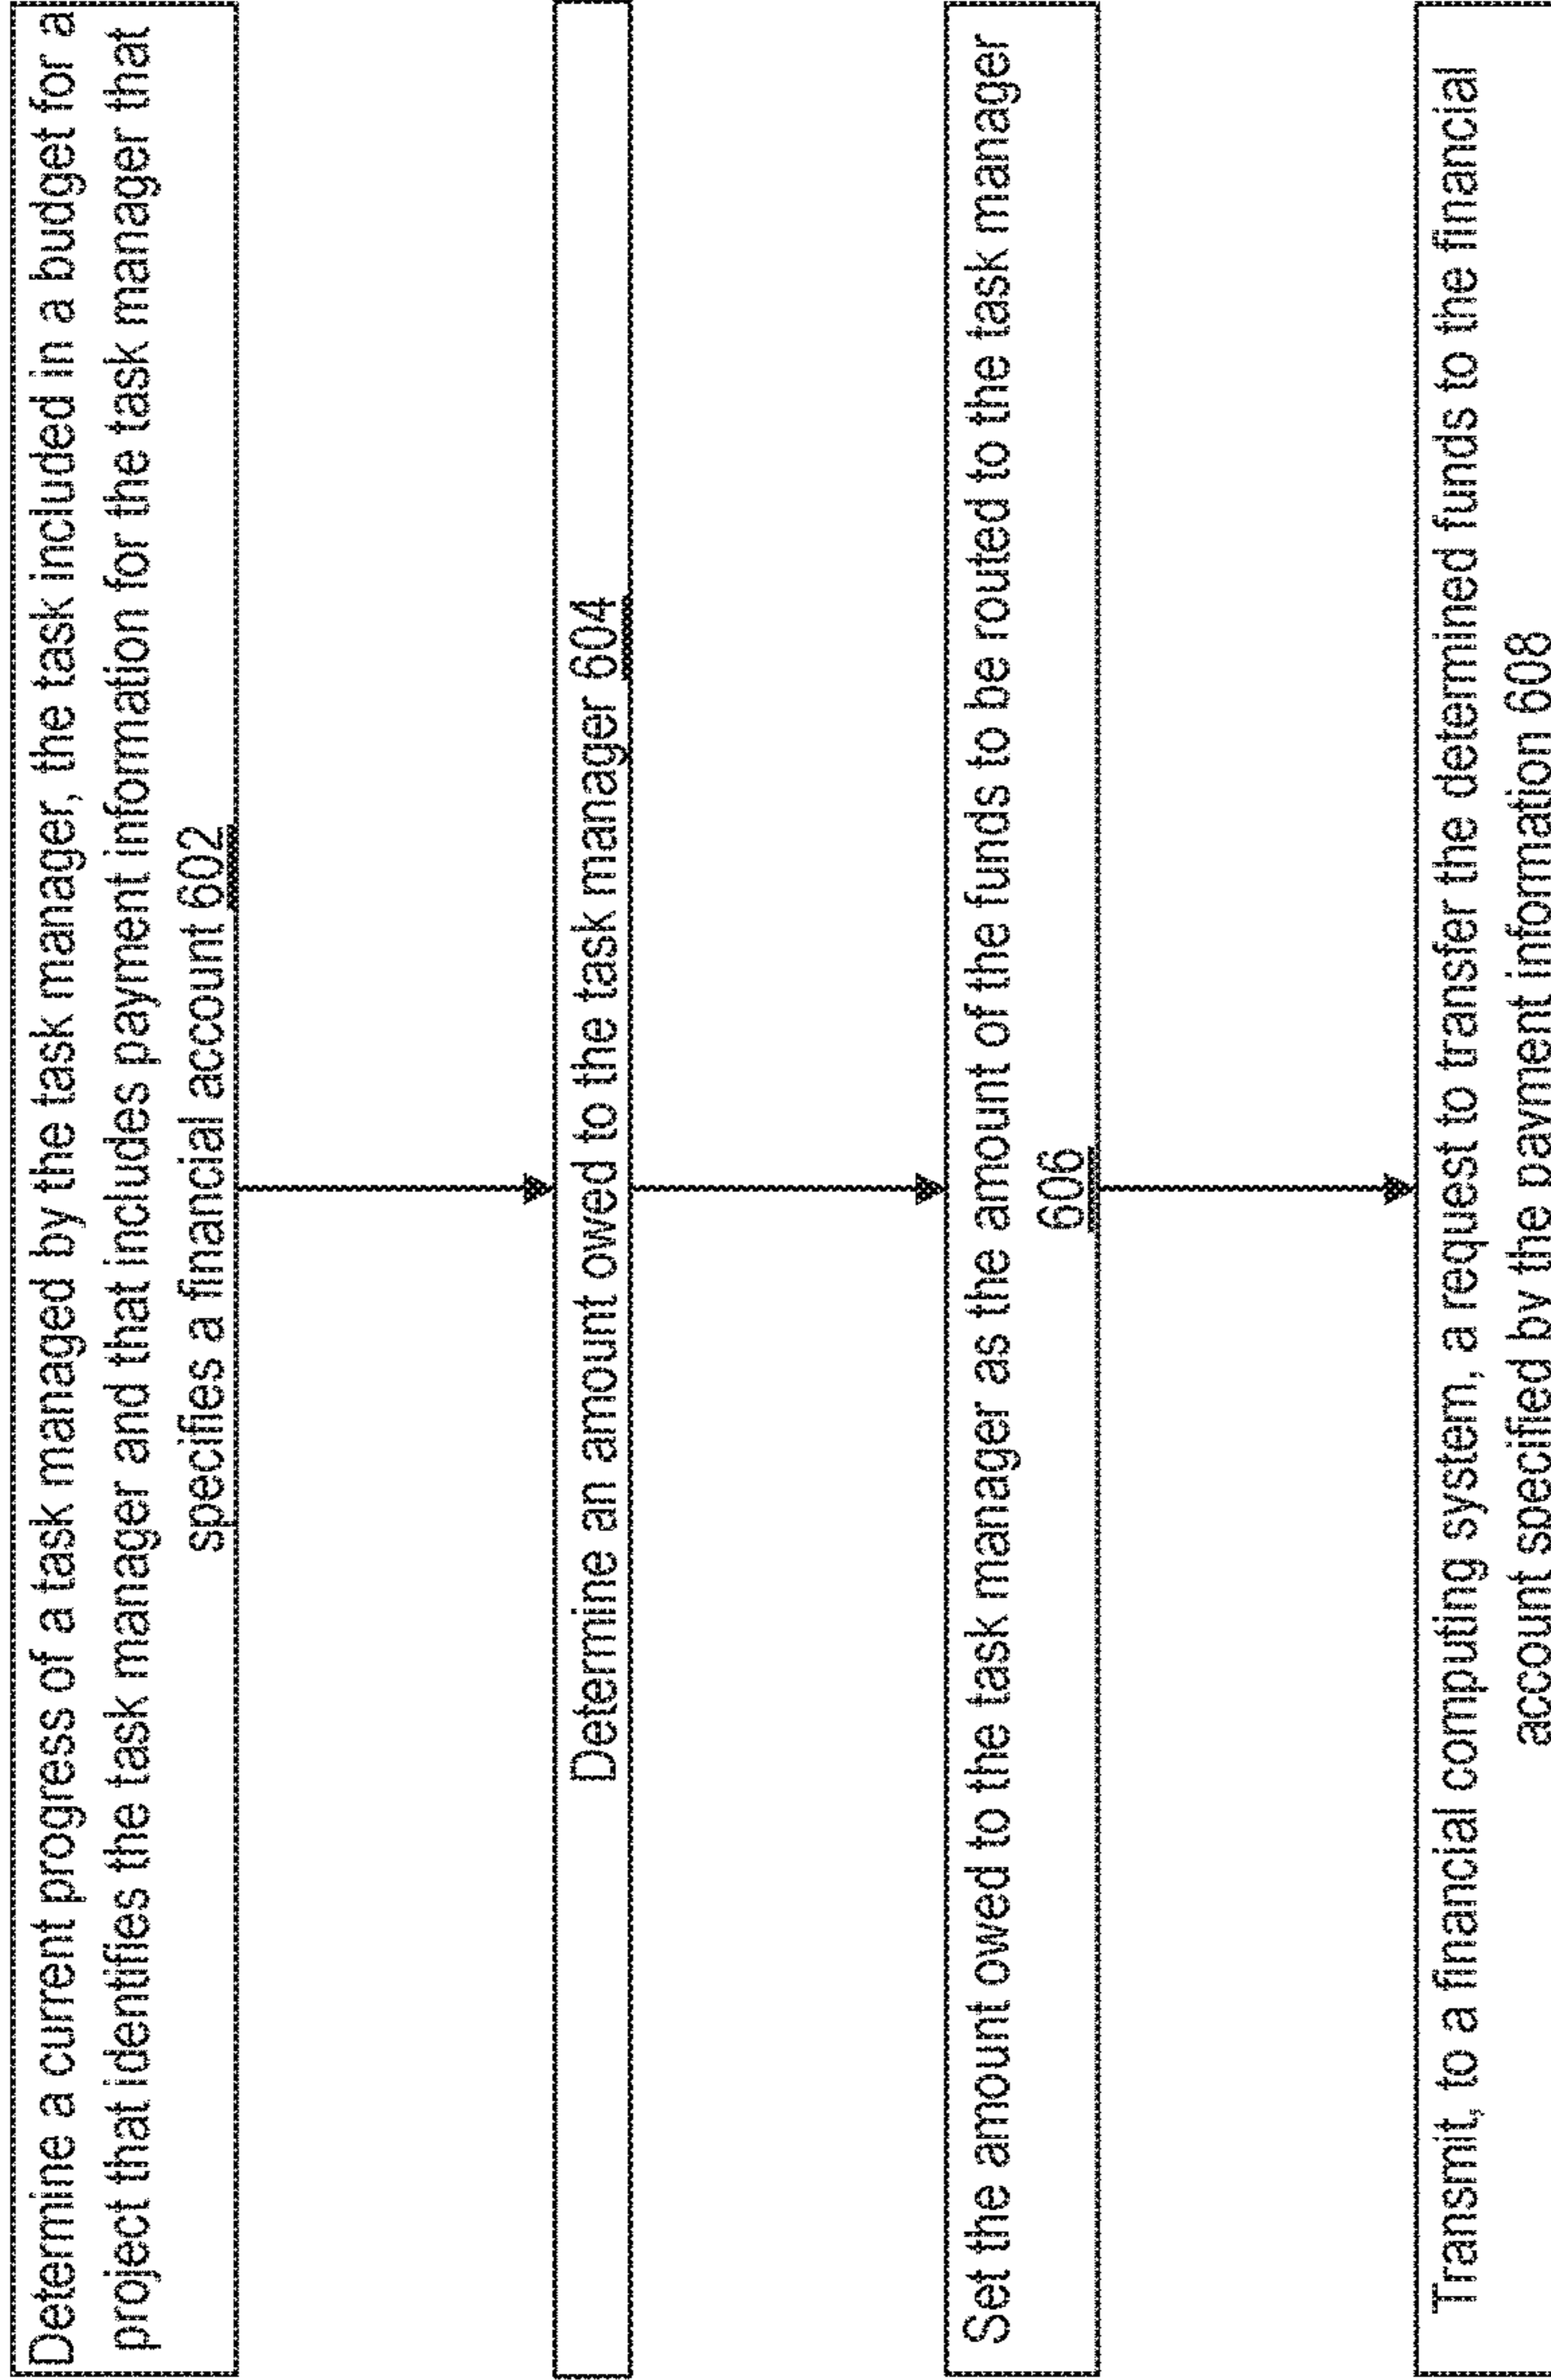 Determine a current progress of a task managed by the task manager, the task included in a budget for a
project that identifies the task manager and that includes payment information for the task manager that
specifies a financial account 602
Determine an amount owed to the task manager 604
Set the amount owed to the task manager as the amount of the funds to be routed to the task manager
606
Transmit, to a financial computing system, a request to transfer the determined funds to the financial
account specified by the payment information 608